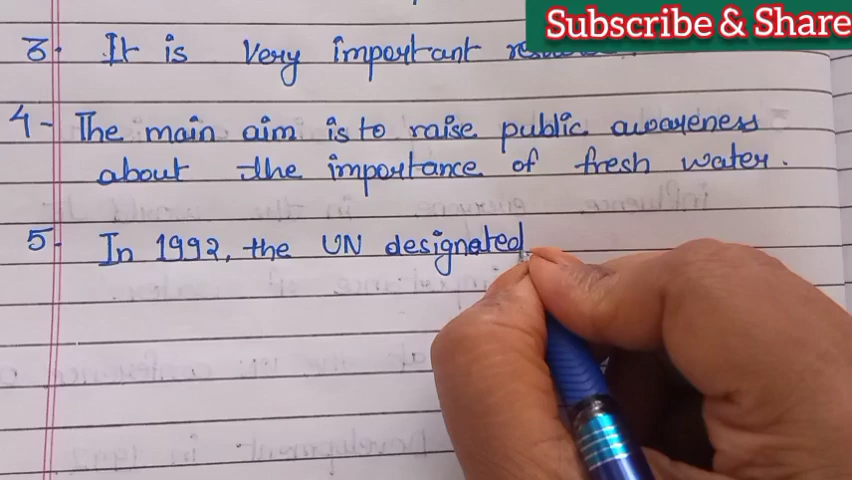 Subscribe & Share
3. It is very important
4- The main aim is to raise public awareness
about the importance of fresh water.
5. In 1992, the UN designated